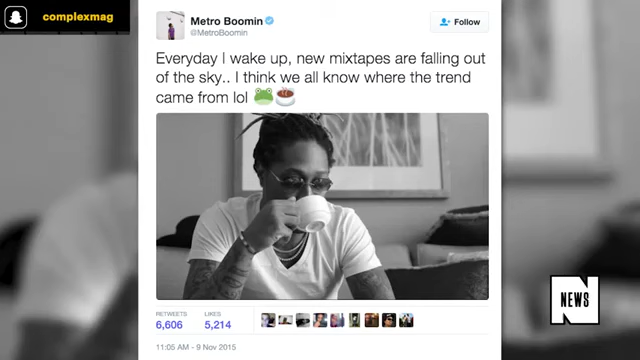 complexmag
Metro Boomin
@MetroBoomin
Follow
Everyday I wake up, new mixtapes are falling out
of the sky.. I think we all know where the trend
came from lol 🐸☕
RETWEETS
6,606
LIKES
5,214
11:05 AM - 9 Nov 2015
N
NEWS